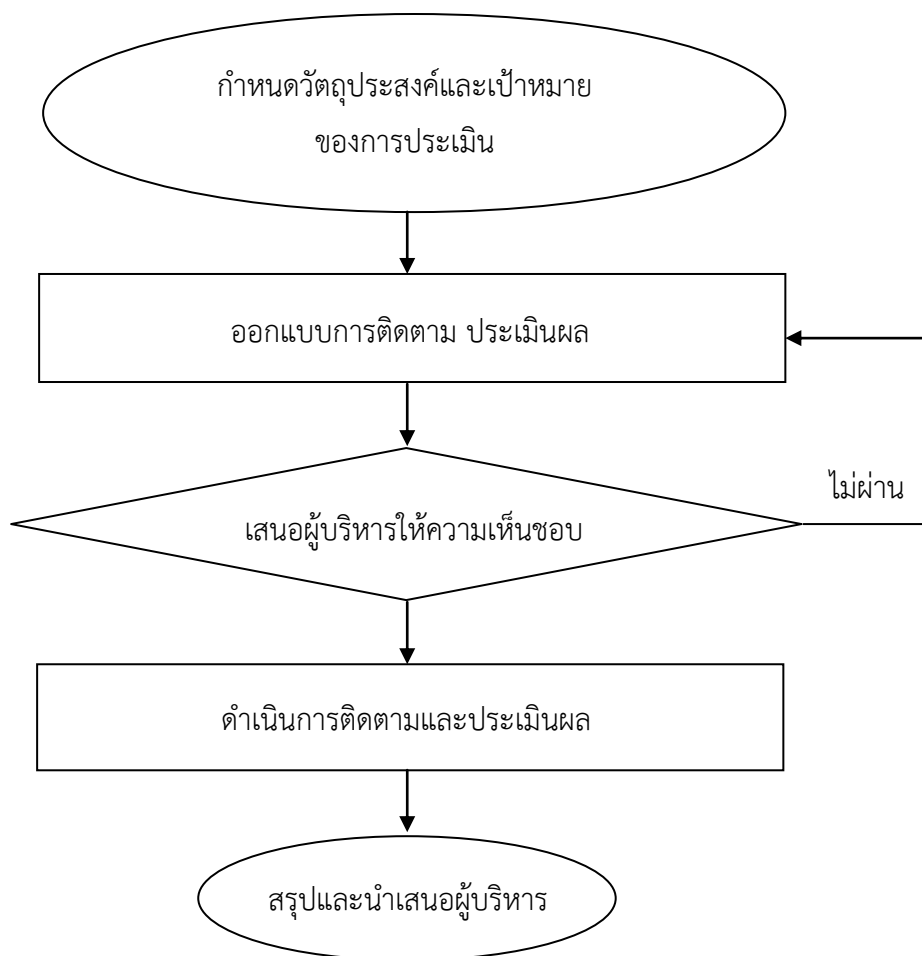 กำหนดวัตถุประสงค์และเป้าหมาย
ของการประเมิน
ออกแบบการติดตาม ประเมินผล
ไม่ผ่าน
เสนอผู้บริหารให้ความเห็นชอบ
ดำเนินการติดตามและประเมินผล
สรุปและนำเสนอผู้บริหาร